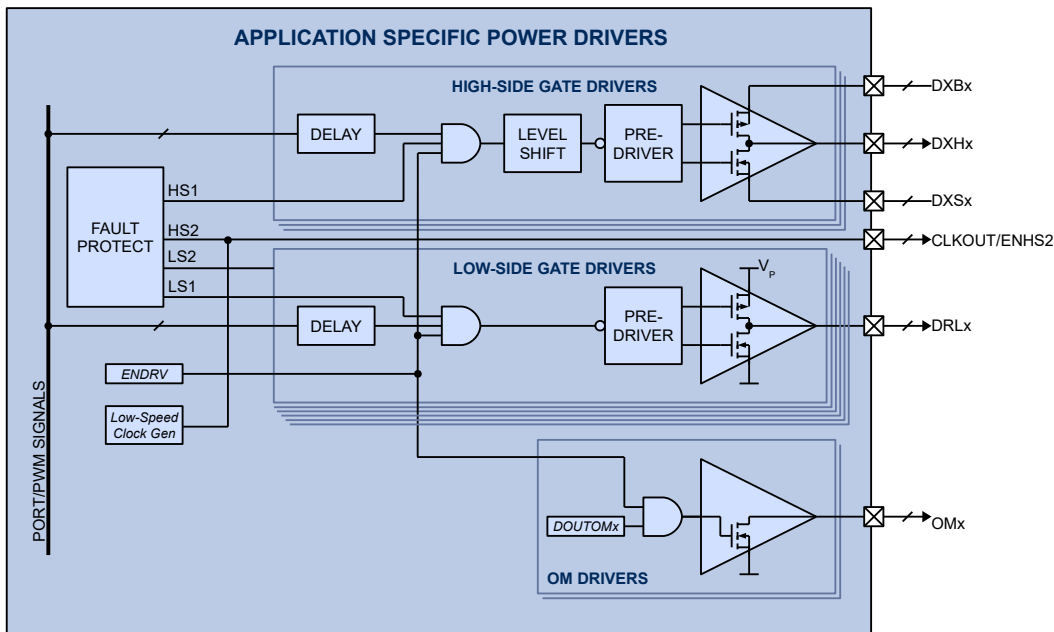 APPLICATION SPECIFIC POWER DRIVERS
HIGH-SIDE GATE DRIVERS
DXBx
DELAY
LEVEL
SHIFT
PRE-
DRIVER
DXHx
HS1
DXSx
FAULT
PROTECT
HS2
CLKOUT/ENHS2
LS2
LOW-SIDE GATE DRIVERS
VP
LS1
DELAY
PRE-
DRIVER
DRLx
ENDRV
Low-Speed
Clock Gen
PORT/PWM SIGNALS
DOUTOMx
OMx
OM DRIVERS